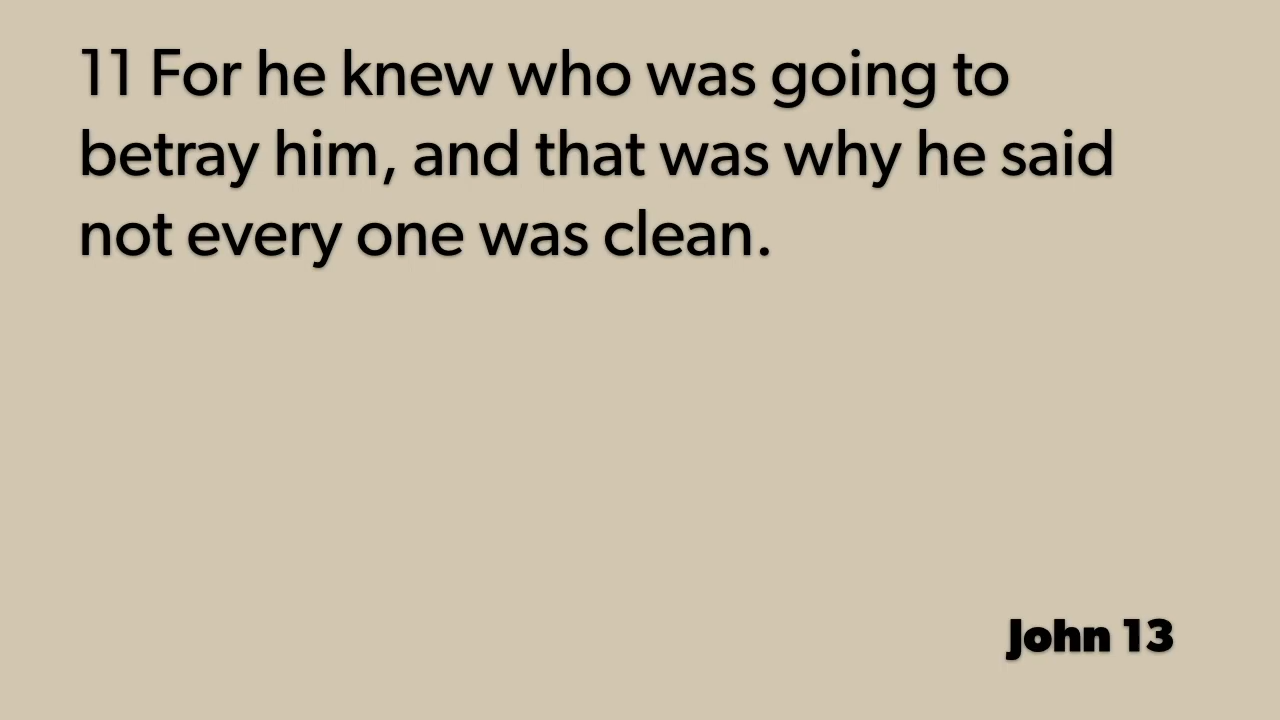 11 For he knew who was going to
betray him, and that was why he said
not every one was clean.
John 13